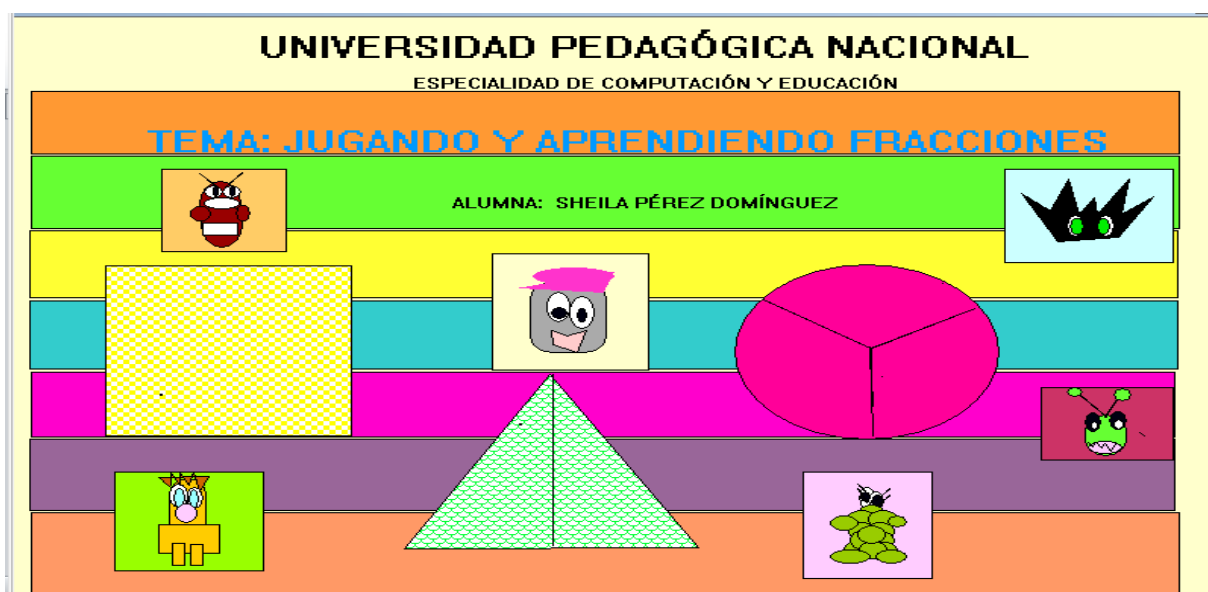 UNIVERSIDAD PEDAGÓGICA NACIONAL
ESPECIALIDAD DE COMPUTACIÓN Y EDUCACIÓN
TEMA: JUGANDO Y APRENDIENDO FRACCIONES
ALUMNA: SHEILA PÉREZ DOMÍNGUEZ